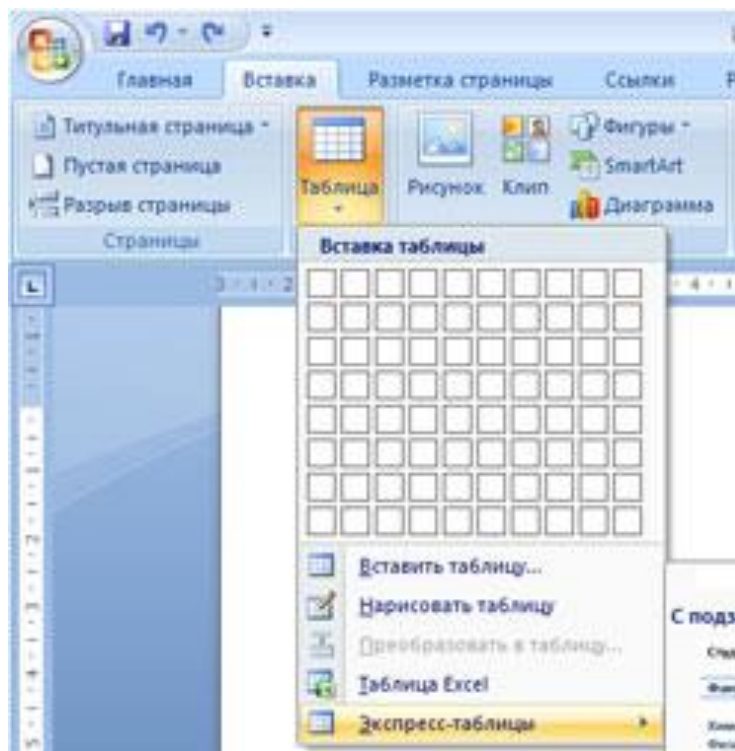 Главная Вставка Разметка страницы Ссылки
Титульная страница
Пустая страница
Разрыв страницы
Страницы
Таблица
Рисунок
Клип
Фигуры
SmartArt
Диаграмма
Вставка таблицы
Вставить таблицу...
Нарисовать таблицу
Преобразовать в таблицу...
Таблица Excel
Экспресс-таблицы
С подз